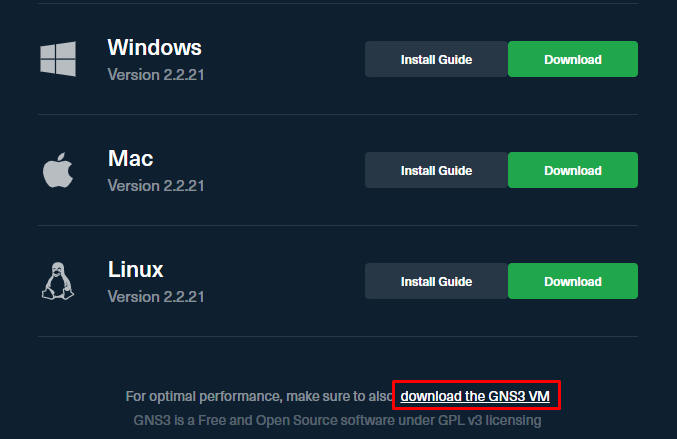 Windows
Version 2.2.21
Install Guide
Download
Mac
Version 2.2.21
Install Guide
Download
Linux
Version 2.2.21
Install Guide
Download
For optimal performance, make sure to also download the GNS3 VM
GNS3 is a Free and Open Source software under GPL v3 licensing